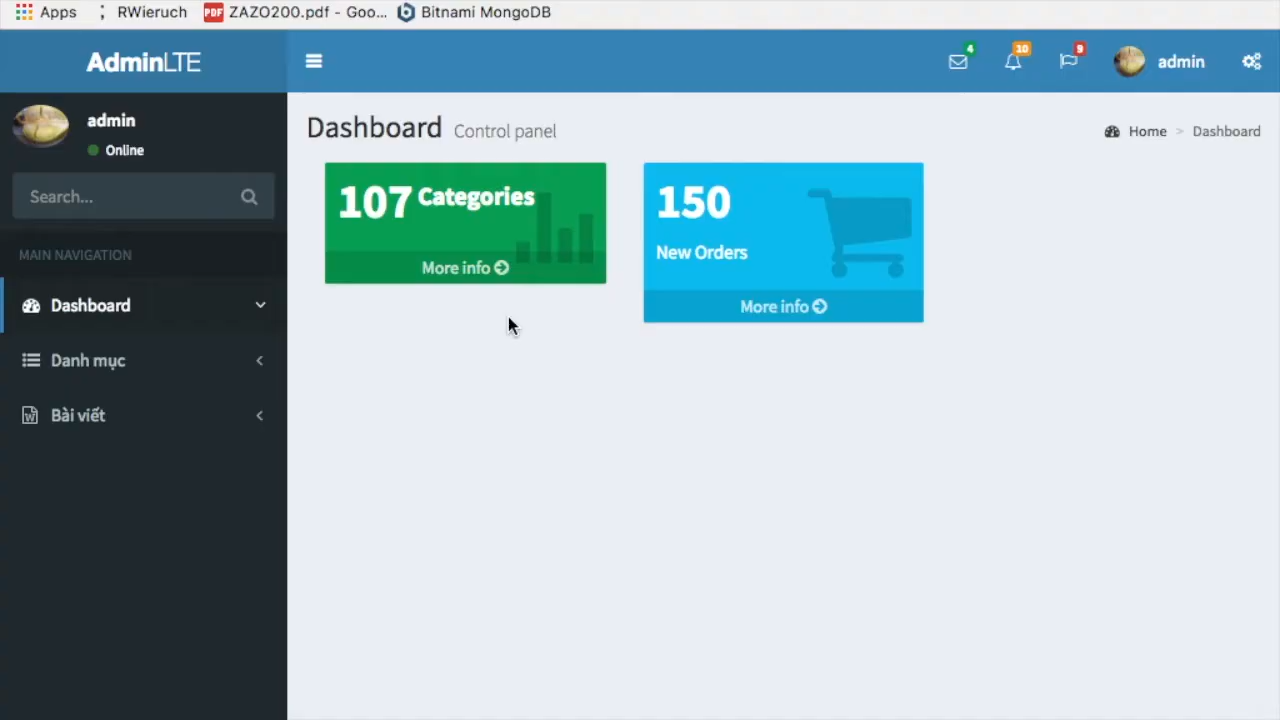 Apps
RWieruch
PDF
ZAZO200.pdf - Goo...
Bitnami MongoDB
AdminLTE
4
10
9
admin
admin
Online
Search...
MAIN NAVIGATION
Dashboard
Danh mục
Bài viết
Dashboard Control panel
Home > Dashboard
107 Categories
More info
150
New Orders
More info